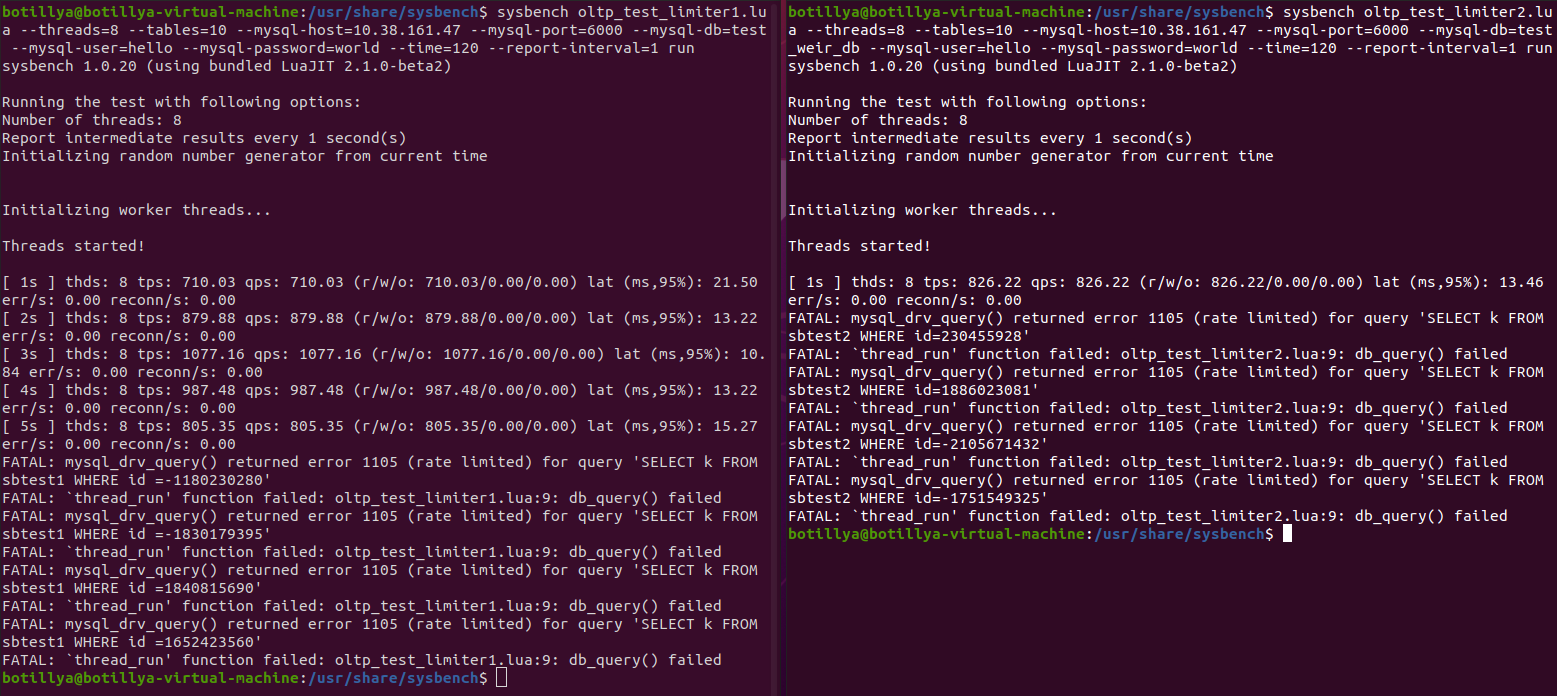 botillya@botillya-virtual-machine:/usr/share/sysbench$ sysbench oltp_test_limiter1.lu
a --threads=8 --tables=10 --mysql-host=10.38.161.47 --mysql-port=6000 --mysql-db=test
_--mysql-user=hello --mysql-password=world --time=120 --report-interval=1 run
sysbench 1.0.20 (using bundled LuaJIT 2.1.0-beta2)

Running the test with following options:
Number of threads: 8
Report intermediate results every 1 second(s)
Initializing random number generator from current time

Initializing worker threads...

Threads started!

[ 1s ] thds: 8 tps: 710.03 qps: 710.03 (r/w/o: 710.03/0.00/0.00) lat (ms,95%): 21.50
err/s: 0.00 reconn/s: 0.00
[ 2s ] thds: 8 tps: 879.88 qps: 879.88 (r/w/o: 879.88/0.00/0.00) lat (ms,95%): 13.22
err/s: 0.00 reconn/s: 0.00
[ 3s ] thds: 8 tps: 1077.16 qps: 1077.16 (r/w/o: 1077.16/0.00/0.00) lat (ms,95%): 10.
84 err/s: 0.00 reconn/s: 0.00
[ 4s ] thds: 8 tps: 987.48 qps: 987.48 (r/w/o: 987.48/0.00/0.00) lat (ms,95%): 13.22
err/s: 0.00 reconn/s: 0.00
[ 5s ] thds: 8 tps: 805.35 qps: 805.35 (r/w/o: 805.35/0.00/0.00) lat (ms,95%): 15.27
err/s: 0.00 reconn/s: 0.00
FATAL: mysql_drv_query() returned error 1105 (rate limited) for query 'SELECT k FROM
sbtest1 WHERE id =-1180230280'
FATAL: `thread_run' function failed: oltp_test_limiter1.lua:9: db_query() failed
FATAL: mysql_drv_query() returned error 1105 (rate limited) for query 'SELECT k FROM
sbtest1 WHERE id =-1830179395'
FATAL: `thread_run' function failed: oltp_test_limiter1.lua:9: db_query() failed
FATAL: mysql_drv_query() returned error 1105 (rate limited) for query 'SELECT k FROM
sbtest1 WHERE id =1840815690'
FATAL: `thread_run' function failed: oltp_test_limiter1.lua:9: db_query() failed
FATAL: mysql_drv_query() returned error 1105 (rate limited) for query 'SELECT k FROM
sbtest1 WHERE id =1652423560'
FATAL: `thread_run' function failed: oltp_test_limiter1.lua:9: db_query() failed
botillya@botillya-virtual-machine:/usr/share/sysbench$

botillya@botillya-virtual-machine:/usr/share/sysbench$ sysbench oltp_test_limiter2.lu
a --threads=8 --tables=10 --mysql-host=10.38.161.47 --mysql-port=6000 --mysql-db=test
_weir_db --mysql-user=hello --mysql-password=world --time=120 --report-interval=1 run
sysbench 1.0.20 (using bundled LuaJIT 2.1.0-beta2)

Running the test with following options:
Number of threads: 8
Report intermediate results every 1 second(s)
Initializing random number generator from current time

Initializing worker threads...

Threads started!

[ 1s ] thds: 8 tps: 826.22 qps: 826.22 (r/w/o: 826.22/0.00/0.00) lat (ms,95%): 13.46
err/s: 0.00 reconn/s: 0.00
FATAL: mysql_drv_query() returned error 1105 (rate limited) for query 'SELECT k FROM
sbtest2 WHERE id=230455928'
FATAL: `thread_run' function failed: oltp_test_limiter2.lua:9: db_query() failed
FATAL: mysql_drv_query() returned error 1105 (rate limited) for query 'SELECT k FROM
sbtest2 WHERE id=1886023081'
FATAL: `thread_run' function failed: oltp_test_limiter2.lua:9: db_query() failed
FATAL: mysql_drv_query() returned error 1105 (rate limited) for query 'SELECT k FROM
sbtest2 WHERE id=-2105671432'
FATAL: `thread_run' function failed: oltp_test_limiter2.lua:9: db_query() failed
FATAL: mysql_drv_query() returned error 1105 (rate limited) for query 'SELECT k FROM
sbtest2 WHERE id=-1751549325'
FATAL: `thread_run' function failed: oltp_test_limiter2.lua:9: db_query() failed
botillya@botillya-virtual-machine:/usr/share/sysbench$